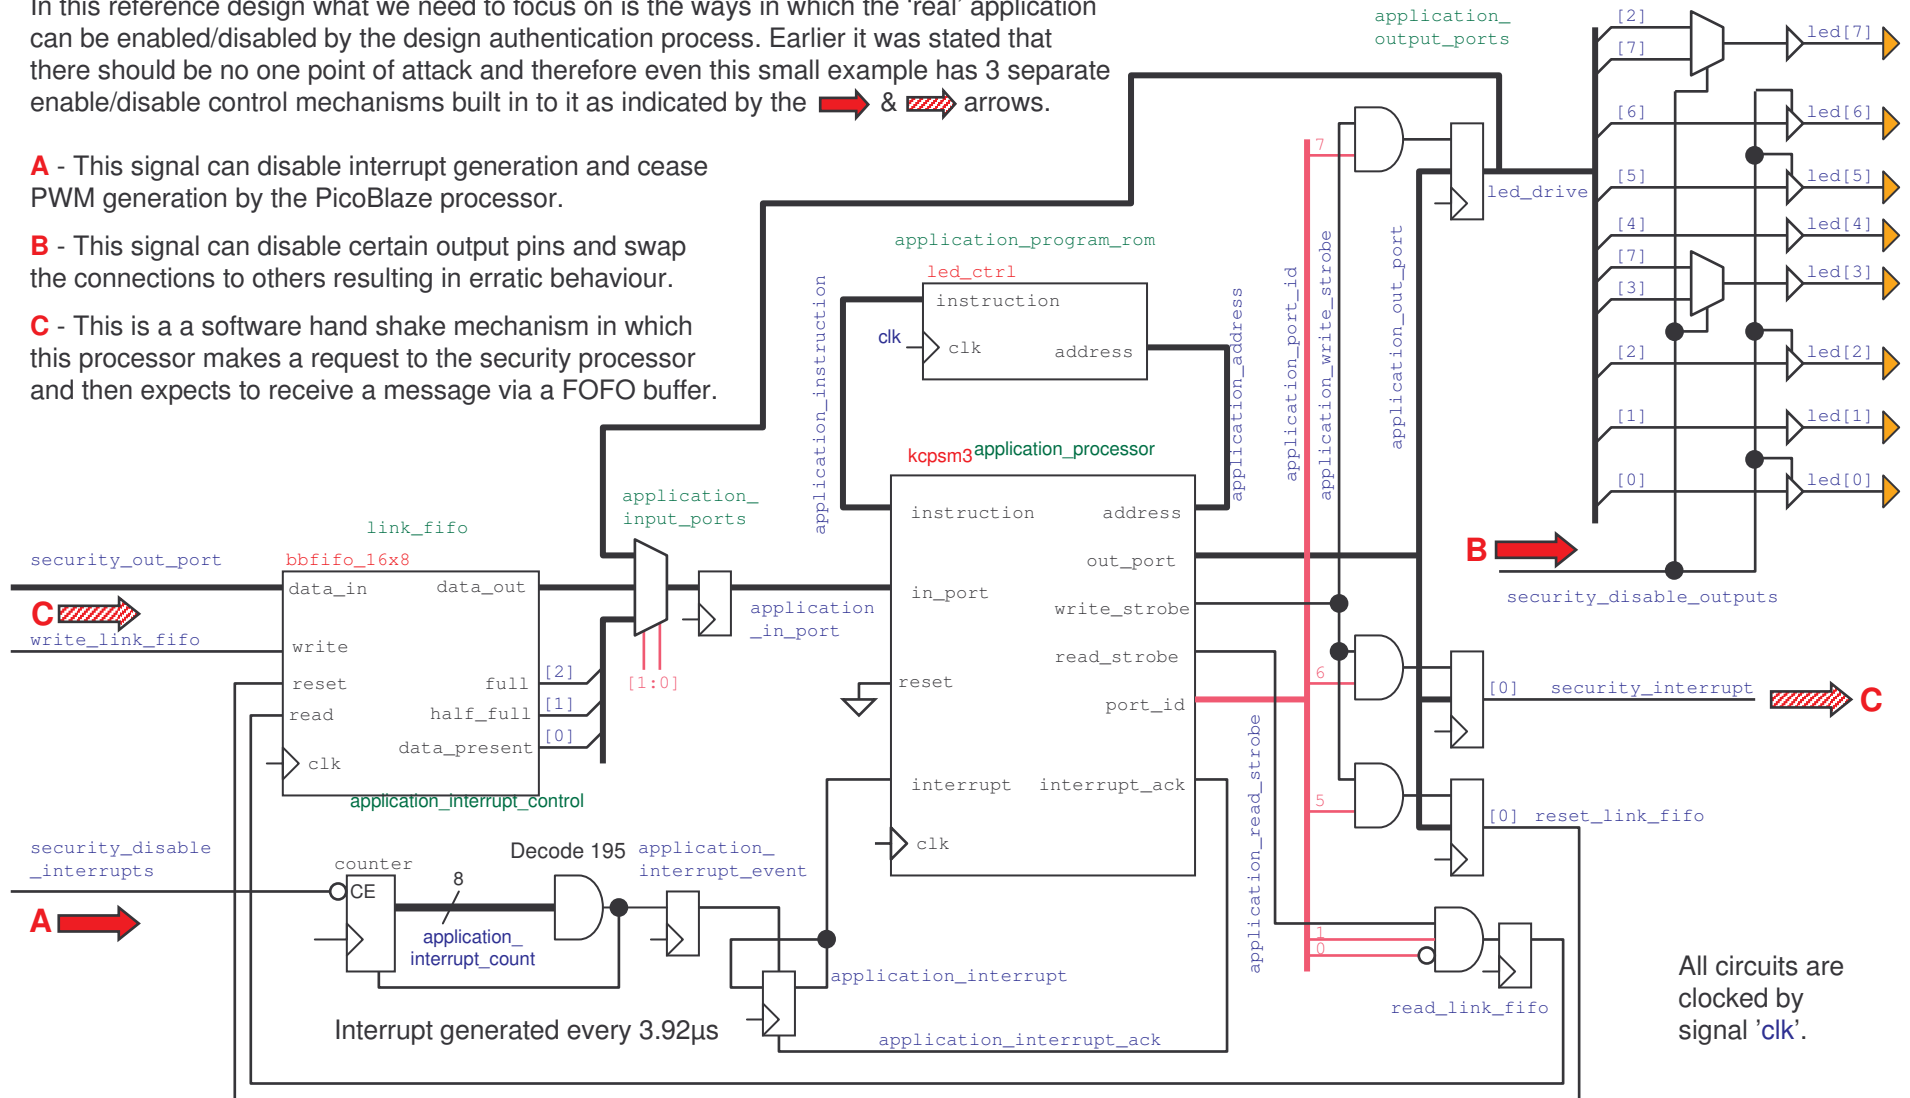 In this reference design what we need to focus on is the ways in which the 'real' application
can be enabled/disabled by the design authentication process. Earlier it was stated that
there should be no one point of attack and therefore even this small example has 3 separate
enable/disable control mechanisms built in to it as indicated by the & arrows.
A - This signal can disable interrupt generation and cease
PWM generation by the PicoBlaze processor.
B - This signal can disable certain output pins and swap
the connections to others resulting in erratic behaviour.
C - This is a a software hand shake mechanism in which
this processor makes a request to the security processor
and then expects to receive a message via a FOFO buffer.
application_
output_ports
[2]
led[7]
[7]
[6]
led[6]
[5]
led[5]
[4]
led[4]
[7]
led[3]
[3]
[2]
led[2]
[1]
led[1]
[0]
led[0]
led_drive
B
security_disable_outputs
application_program_rom
led_ctrl
instruction
clk
clk
address
application_instruction
application_address
application_port_id
application_write_strobe
application_out_port
7
kcpsm3
application_processor
instruction
address
out_port
in_port
write_strobe
read_strobe
reset
port_id
interrupt
interrupt_ack
clk
application_
input_ports
[1:0]
application
_in_port
link_fifo
bbfifo_16x8
security_out_port
data_in
data_out
C
write_link_fifo
write
reset
full
[2]
read
half_full
[1]
data_present
[0]
clk
application_interrupt_control
6
[0]
security_interrupt
C
5
[0]
reset_link_fifo
application_read_strobe
1
0
read_link_fifo
security_disable
_interrupts
A
counter
CE
8
Decode 195
application_
interrupt_count
application_
interrupt_event
application_interrupt
application_interrupt_ack
Interrupt generated every 3.92µs
All circuits are
clocked by
signal 'clk'.